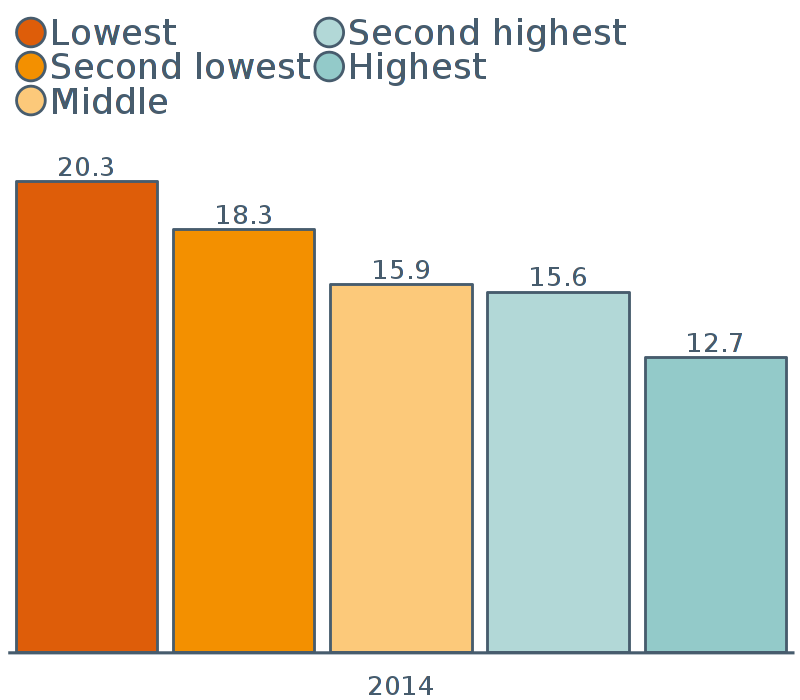 Lowest
Second lowest
Middle
Second highest
Highest
20.3
18.3
15.9
15.6
12.7
2014